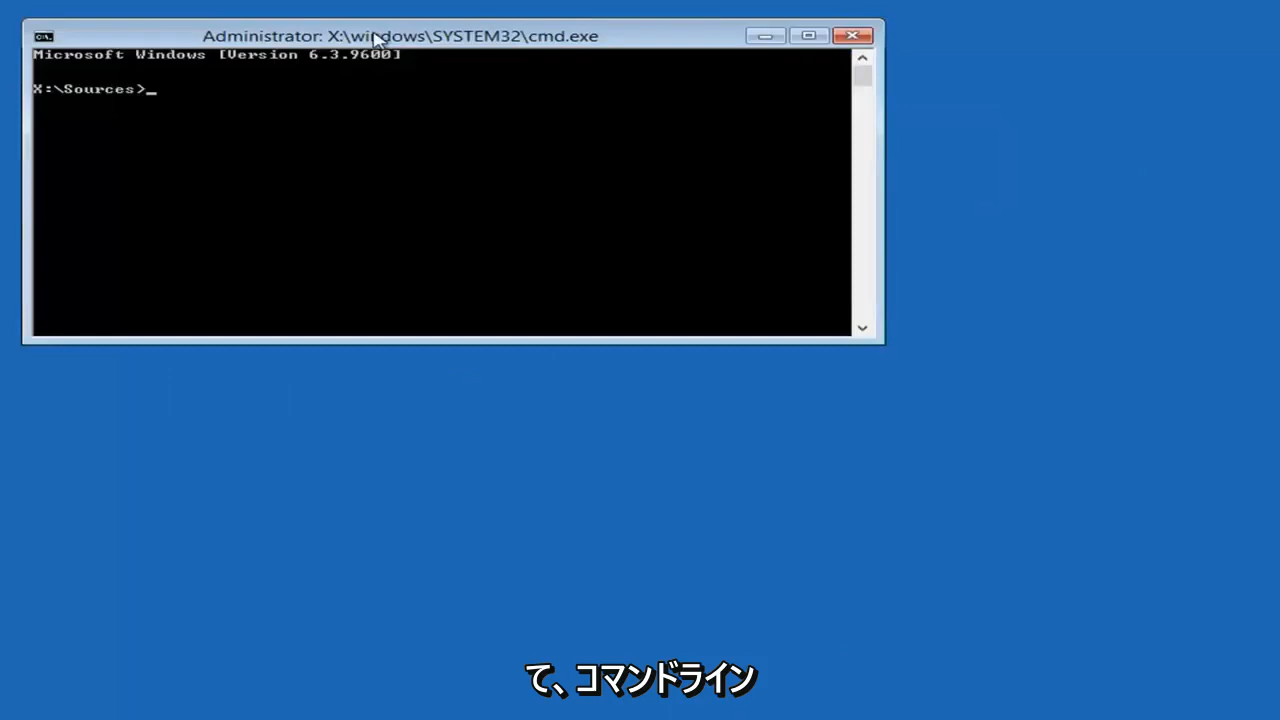 Administrator: X:\windows\SYSTEM32\cmd.exe
Microsoft Windows [Version 6.3.9600]
X:\Sources>_
て、コマンドライン